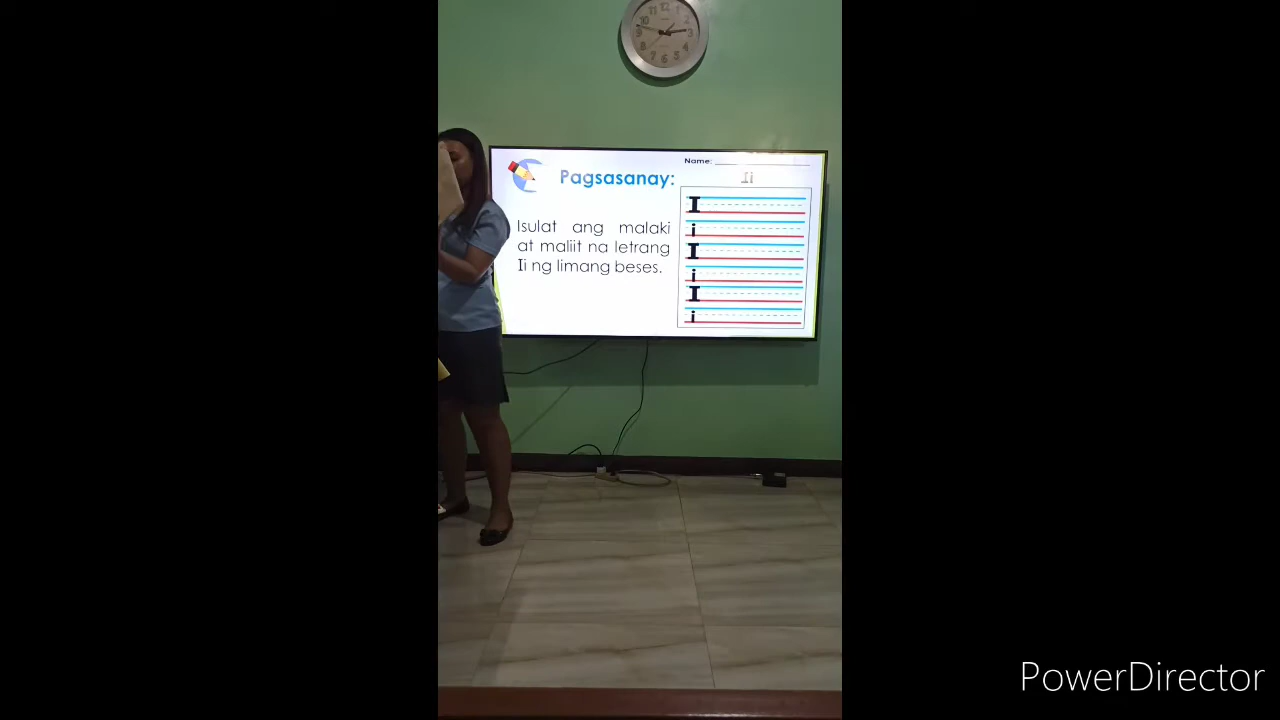 Name:
Pagsasanay:
Ii
Isulat ang malaki
at maliit na letrang
Ii ng limang beses.
I
i
I
i
I
i
PowerDirector